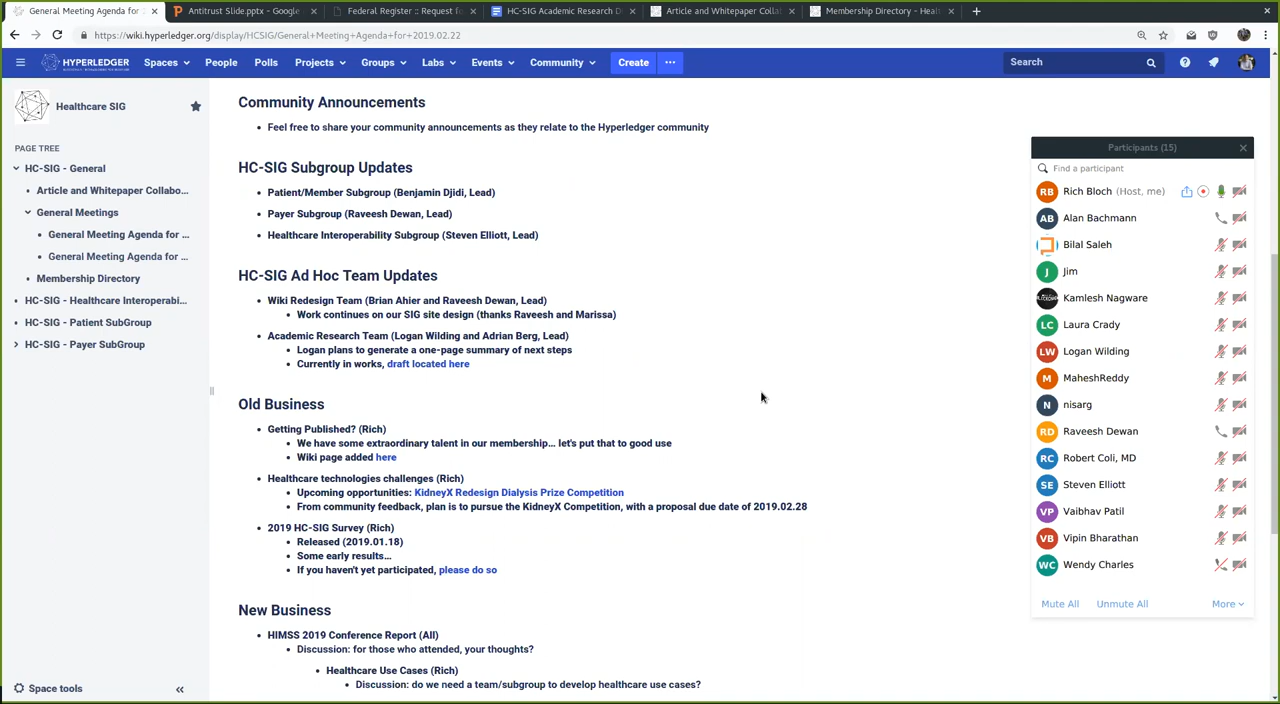 General Meeting Agenda for 2
Antitrust Slide.pptx - Google
Federal Register :: Request f
HC-SIG Academic Research D
Article and Whitepaper Collab
Membership Directory - Healt
https://wiki.hyperledger.org/display/HCSIG/General+Meeting+Agenda+for+2019.02.22
HYPERLEDGER
Spaces
People
Polls
Projects
Groups
Labs
Events
Community
Create
Search
Healthcare SIG
PAGE TREE
HC-SIG - General
Article and Whitepaper Collabo...
General Meetings
General Meeting Agenda for ...
General Meeting Agenda for ...
Membership Directory
HC-SIG - Healthcare Interoperabi...
HC-SIG - Patient SubGroup
HC-SIG - Payer SubGroup
Space tools
Community Announcements
Feel free to share your community announcements as they relate to the Hyperledger community
HC-SIG Subgroup Updates
Patient/Member Subgroup (Benjamin Djidi, Lead)
Payer Subgroup (Raveesh Dewan, Lead)
Healthcare Interoperability Subgroup (Steven Elliott, Lead)
HC-SIG Ad Hoc Team Updates
Wiki Redesign Team (Brian Ahier and Raveesh Dewan, Lead)
Work continues on our SIG site design (thanks Raveesh and Marissa)
Academic Research Team (Logan Wilding and Adrian Berg, Lead)
Logan plans to generate a one-page summary of next steps
Currently in works, draft located here
Old Business
Getting Published? (Rich)
We have some extraordinary talent in our membership... let's put that to good use
Wiki page added here
Healthcare technologies challenges (Rich)
Upcoming opportunities: KidneyX Redesign Dialysis Prize Competition
From community feedback, plan is to pursue the KidneyX Competition, with a proposal due date of 2019.02.28
2019 HC-SIG Survey (Rich)
Released (2019.01.18)
Some early results...
If you haven't yet participated, please do so
New Business
HIMSS 2019 Conference Report (All)
Discussion: for those who attended, your thoughts?
Healthcare Use Cases (Rich)
Discussion: do we need a team/subgroup to develop healthcare use cases?
Participants (15)
Find a participant
RB Rich Bloch (Host, me)
AB Alan Bachmann
Bilal Saleh
J Jim
Kamlesh Nagware
LC Laura Crady
LW Logan Wilding
M MaheshReddy
N nisarg
RD Raveesh Dewan
RC Robert Coli, MD
SE Steven Elliott
VP Vaibhav Patil
VB Vipin Bharathan
WC Wendy Charles
Mute All
Unmute All
More